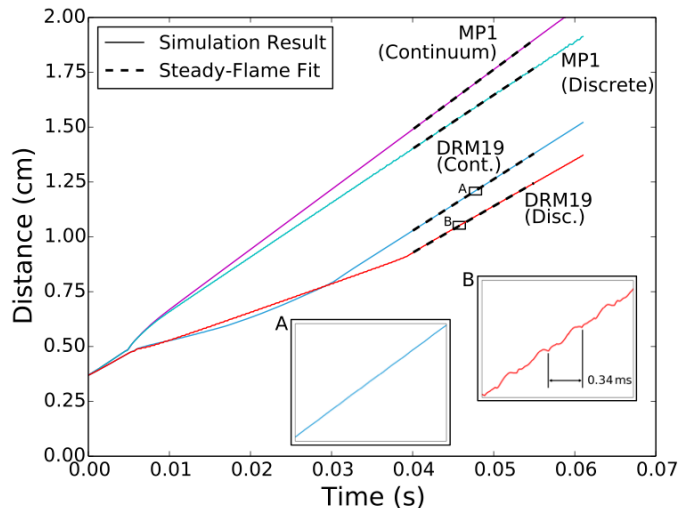 2.00
1.75
1.50
1.25
1.00
0.75
0.50
0.25
0.00
Distance (cm)
Simulation Result
Steady-Flame Fit
MP1
(Continuum)
MP1
(Discrete)
DRM19
(Cont.)
A
B
DRM19
(Disc.)
A
B
0.34ms
0.00 0.01 0.02 0.03 0.04 0.05 0.06 0.07
Time (s)